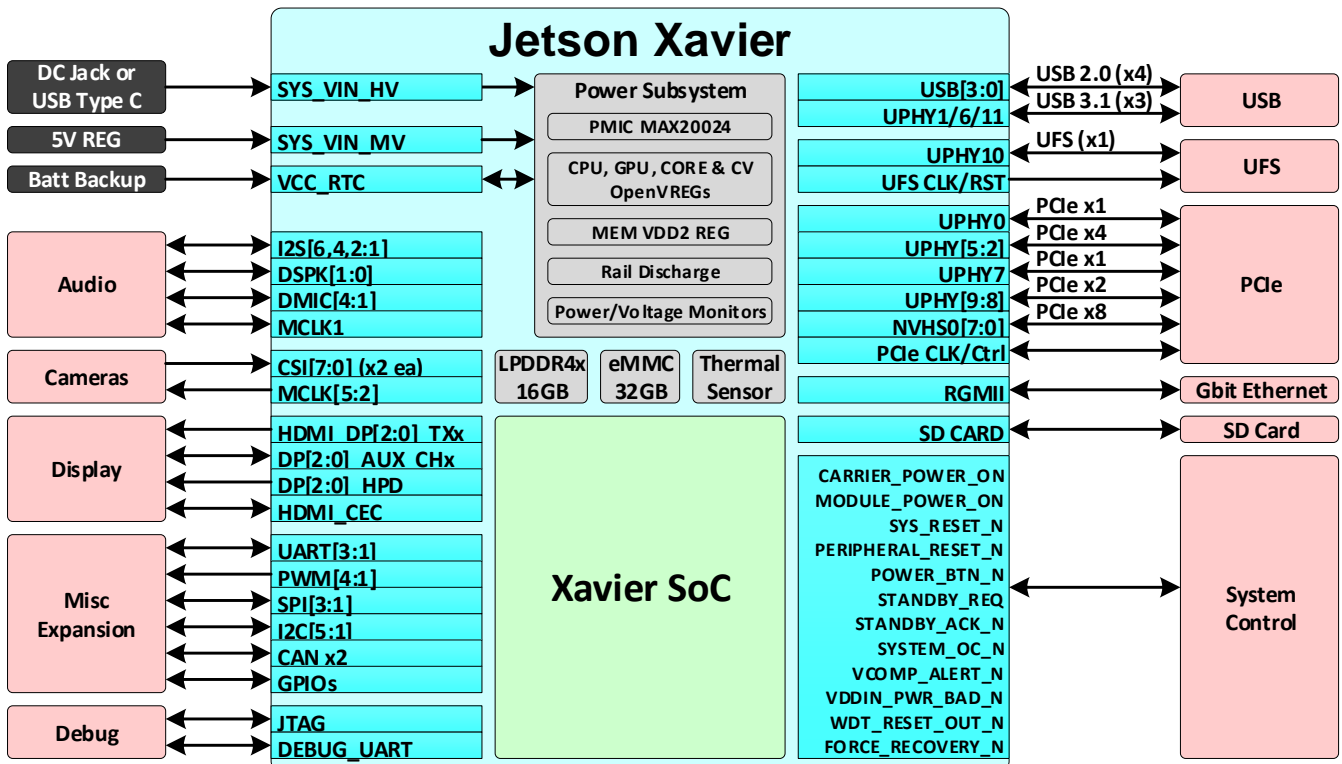 Jetson Xavier
DC Jack or
USB Type C
5V REG
Batt Backup
SYS_VIN_HV
SYS_VIN_MV
VCC_RTC
Power Subsystem
PMIC MAX20024
CPU, GPU, CORE & CV
OpenVREGs
MEM VDD2 REG
Rail Discharge
Power/Voltage Monitors
USB[3:0]
UPHY1/6/11
USB 2.0 (x4)
USB 3.1 (x3)
USB
UPHY10
UFS CLK/RST
UFS (x1)
UFS
UPHY0
UPHY[5:2]
UPHY7
UPHY[9:8]
NVHS0[7:0]
PCIe CLK/Ctrl
PCIe x1
PCIe x4
PCIe x1
PCIe x2
PCIe x8
PCIe
Audio
I2S[6,4,2:1]
DSPK[1:0]
DMIC[4:1]
MCLK1
Cameras
CSI[7:0] (x2 ea)
MCLK[5:2]
LPDDR4x
16GB
eMMC
32GB
Thermal
Sensor
RGMII
Gbit Ethernet
SD CARD
SD Card
Display
HDMI_DP[2:0]_TXx
DP[2:0]_AUX_CHx
DP[2:0]_HPD
HDMI_CEC
Misc
Expansion
UART[3:1]
PWM[4:1]
SPI[3:1]
I2C[5:1]
CAN x2
GPIOs
Debug
JTAG
DEBUG_UART
Xavier SoC
CARRIER_POWER_ON
MODULE_POWER_ON
SYS_RESET_N
PERIPHERAL_RESET_N
POWER_BTN_N
STANDBY_REQ
STANDBY_ACK_N
SYSTEM_OC_N
VCOMP_ALERT_N
VDDIN_PWR_BAD_N
WDT_RESET_OUT_N
FORCE_RECOVERY_N
System
Control